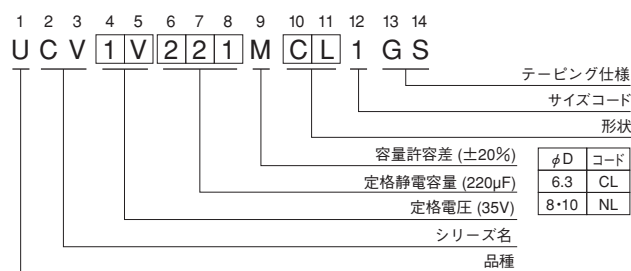 1 2 3 4 5 6 7 8 9 10 11 12 13 14
U C V 1 V 2 2 1 M C L 1 G S
テーピング仕様
サイズコード
形状
容量許容差 (±20%)
定格静電容量 (220µF)
定格電圧 (35V)
シリーズ名
品種
φD コード
6.3 CL
8・10 NL